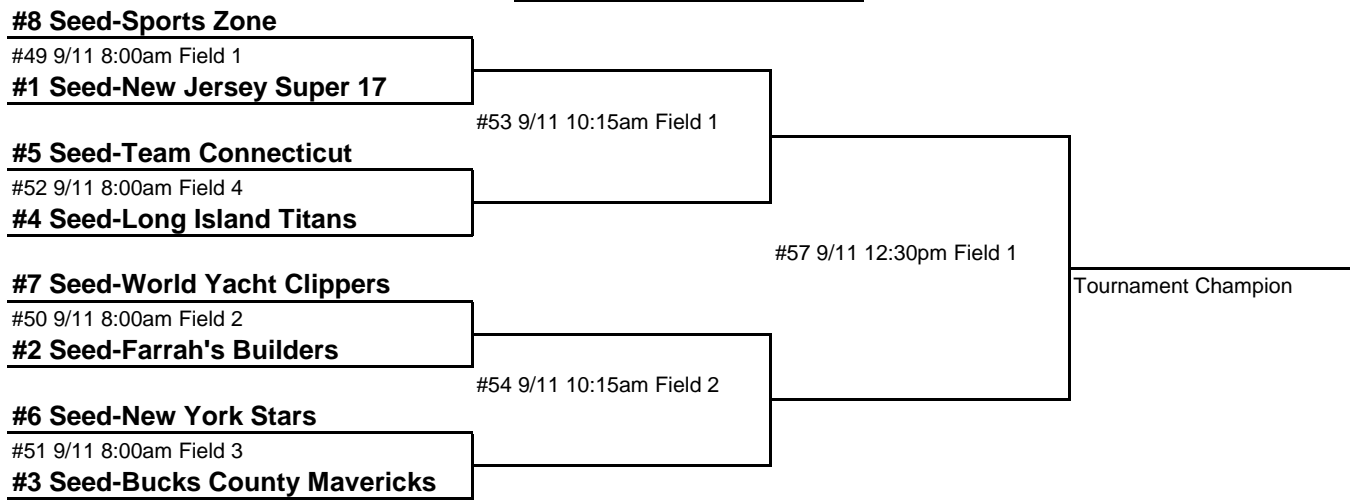 #8 Seed-Sports Zone
#49 9/11 8:00am Field 1
#1 Seed-New Jersey Super 17
#53 9/11 10:15am Field 1
#5 Seed-Team Connecticut
#52 9/11 8:00am Field 4
#4 Seed-Long Island Titans
#57 9/11 12:30pm Field 1
#7 Seed-World Yacht Clippers
Tournament Champion
#50 9/11 8:00am Field 2
#2 Seed-Farrah's Builders
#54 9/11 10:15am Field 2
#6 Seed-New York Stars
#51 9/11 8:00am Field 3
#3 Seed-Bucks County Mavericks